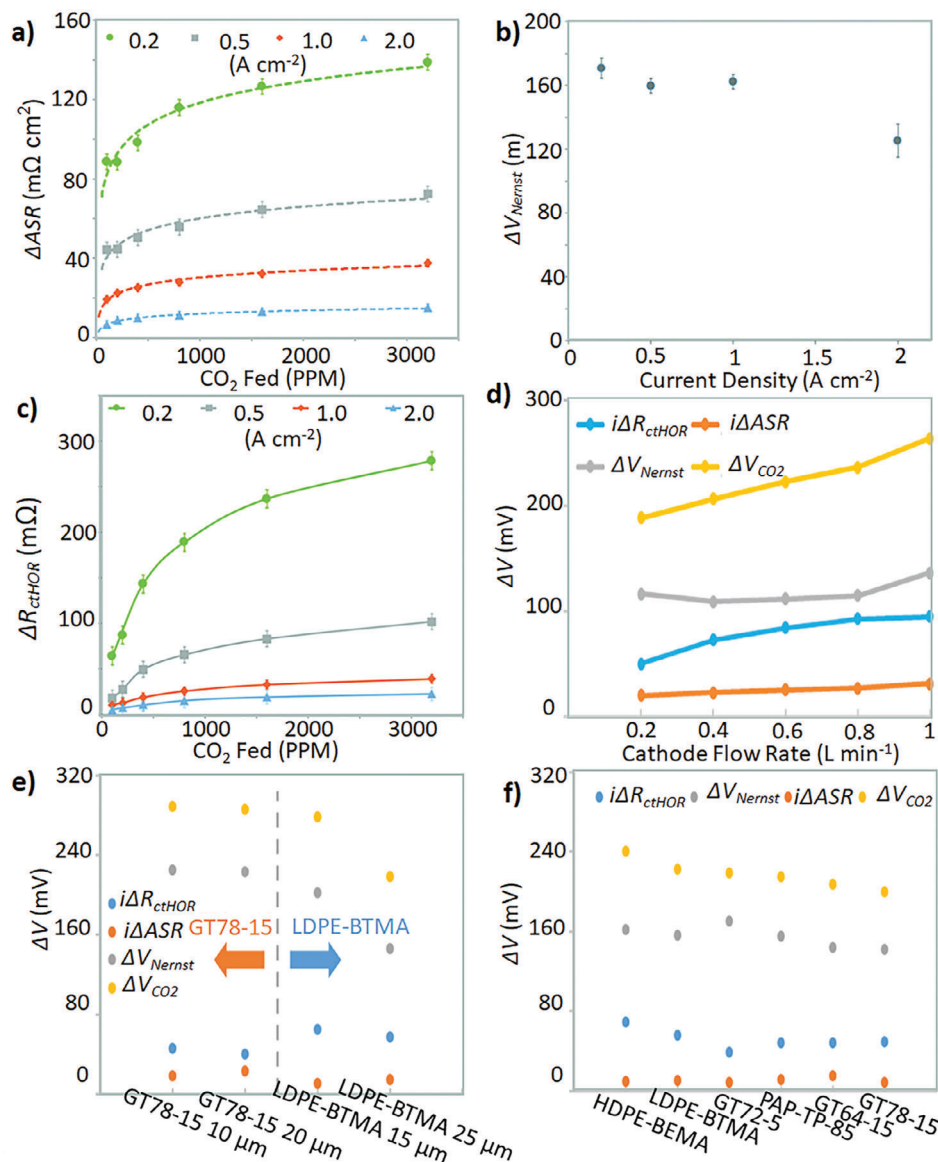 a)
0.2 0.5 1.0 2.0
(A cm⁻²)
160
120
80
40
0
ΔASR (mΩ cm²)
0 1000 2000 3000
CO₂ Fed (PPM)
b)
200
160
120
80
40
0
ΔV_Nernst (m)
0 0.5 1 1.5 2
Current Density (A cm⁻²)
c)
0.2 0.5 1.0 2.0
(A cm⁻²)
300
200
100
0
ΔR_ctHOR (mΩ)
0 1000 2000 3000
CO₂ Fed (PPM)
d)
iΔR_ctHOR iΔASR
ΔV_Nernst ΔV_CO2
300
200
100
0
ΔV (mV)
0.2 0.4 0.6 0.8 1
Cathode Flow Rate (L min⁻¹)
e)
320
240
160
80
0
ΔV (mV)
iΔR_ctHOR
iΔASR
ΔV_Nernst
ΔV_CO2
GT78-15 LDPE-BTMA
GT78-15 10 μm
GT78-15 20 μm
LDPE-BTMA 15 μm
LDPE-BTMA 25 μm
f)
iΔR_ctHOR ΔV_Nernst iΔASR ΔV_CO2
320
240
160
80
0
ΔV (mV)
HDPE-BEMA
LDPE-BTMA
GT72-5
PAP-TP-85
GT64-15
GT78-15